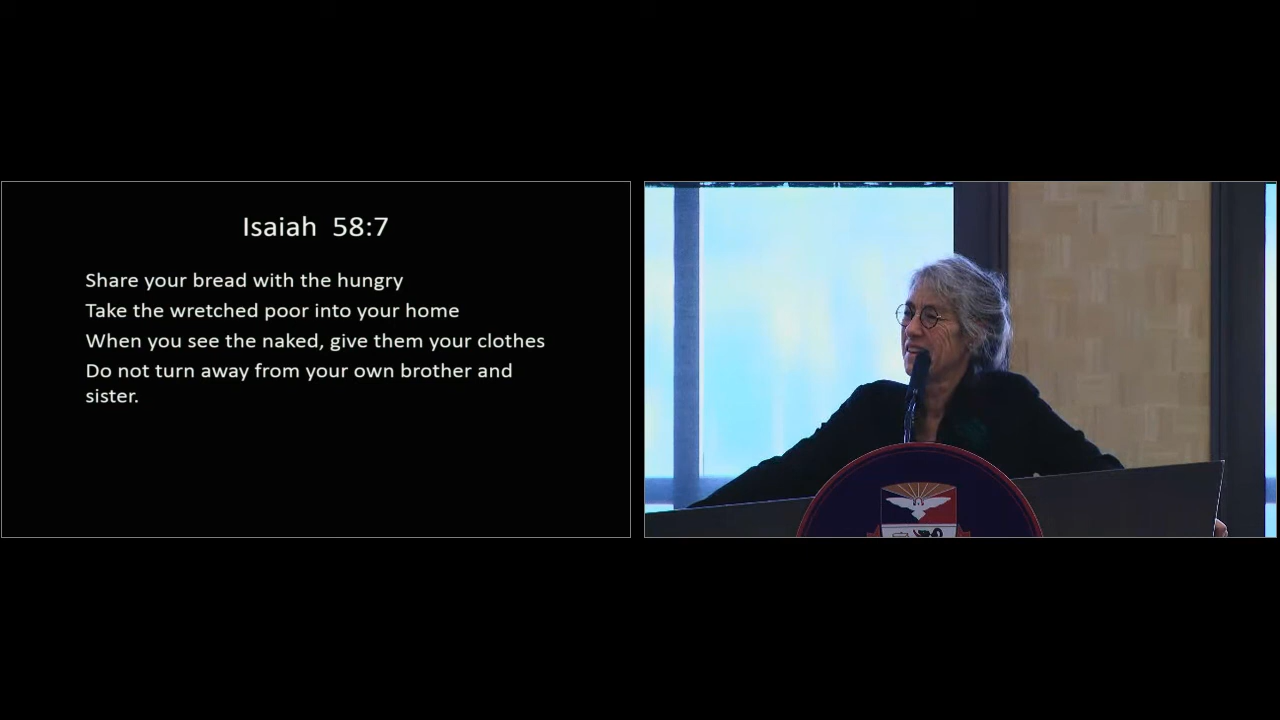 Isaiah 58:7
Share your bread with the hungry
Take the wretched poor into your home
When you see the naked, give them your clothes
Do not turn away from your own brother and
sister.